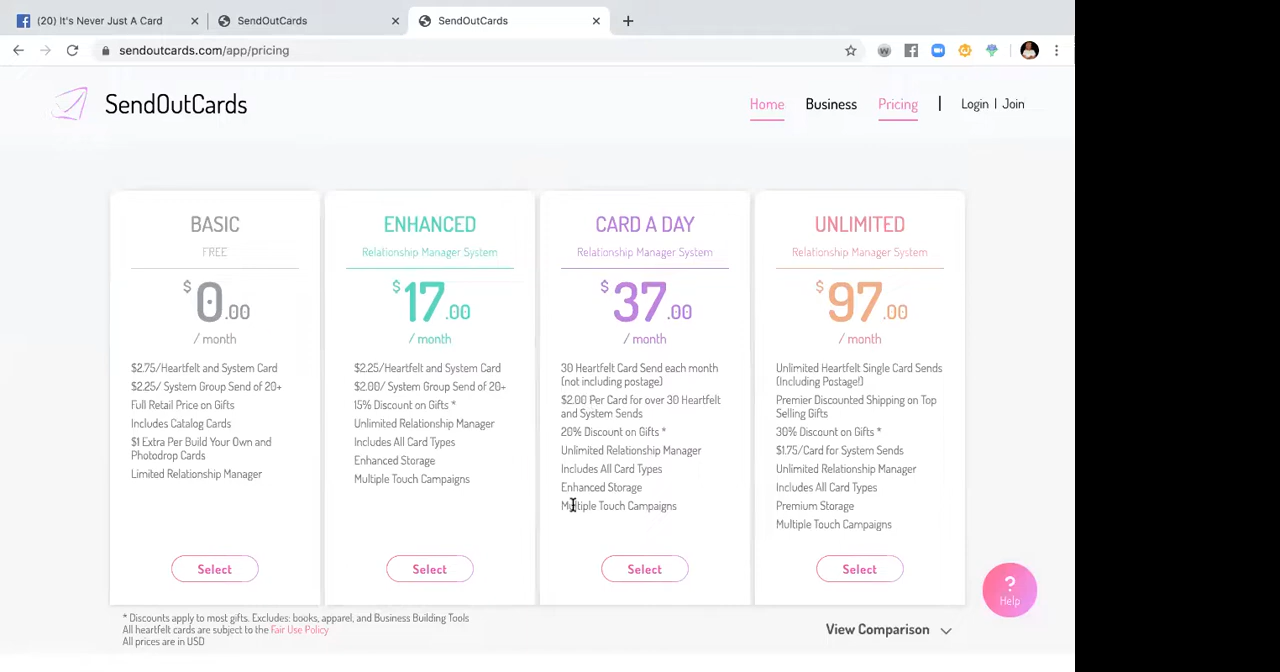 (20) It's Never Just A Card
SendOutCards
SendOutCards
sendoutcards.com/app/pricing
SendOutCards
Home
Business
Pricing
Login | Join
BASIC
FREE
$0.00
/ month
$2.75/Heartfelt and System Card
$2.25/ System Group Send of 20+
Full Retail Price on Gifts
Includes Catalog Cards
$1 Extra Per Build Your Own and
Photodrop Cards
Limited Relationship Manager
Select
ENHANCED
Relationship Manager System
$17.00
/ month
$2.25/Heartfelt and System Card
$2.00/ System Group Send of 20+
15% Discount on Gifts *
Unlimited Relationship Manager
Includes All Card Types
Enhanced Storage
Multiple Touch Campaigns
Select
CARD A DAY
Relationship Manager System
$37.00
/ month
30 Heartfelt Card Send each month
(not including postage)
$2.00 Per Card for over 30 Heartfelt
and System Sends
20% Discount on Gifts *
Unlimited Relationship Manager
Includes All Card Types
Enhanced Storage
Multiple Touch Campaigns
Select
UNLIMITED
Relationship Manager System
$97.00
/ month
Unlimited Heartfelt Single Card Sends
(Including Postage!)
Premier Discounted Shipping on Top
Selling Gifts
30% Discount on Gifts *
$1.75/Card for System Sends
Unlimited Relationship Manager
Includes All Card Types
Premium Storage
Multiple Touch Campaigns
Select
?
Help
* Discounts apply to most gifts. Excludes: books, apparel, and Business Building Tools
All heartfelt cards are subject to the Fair Use Policy
All prices are in USD
View Comparison